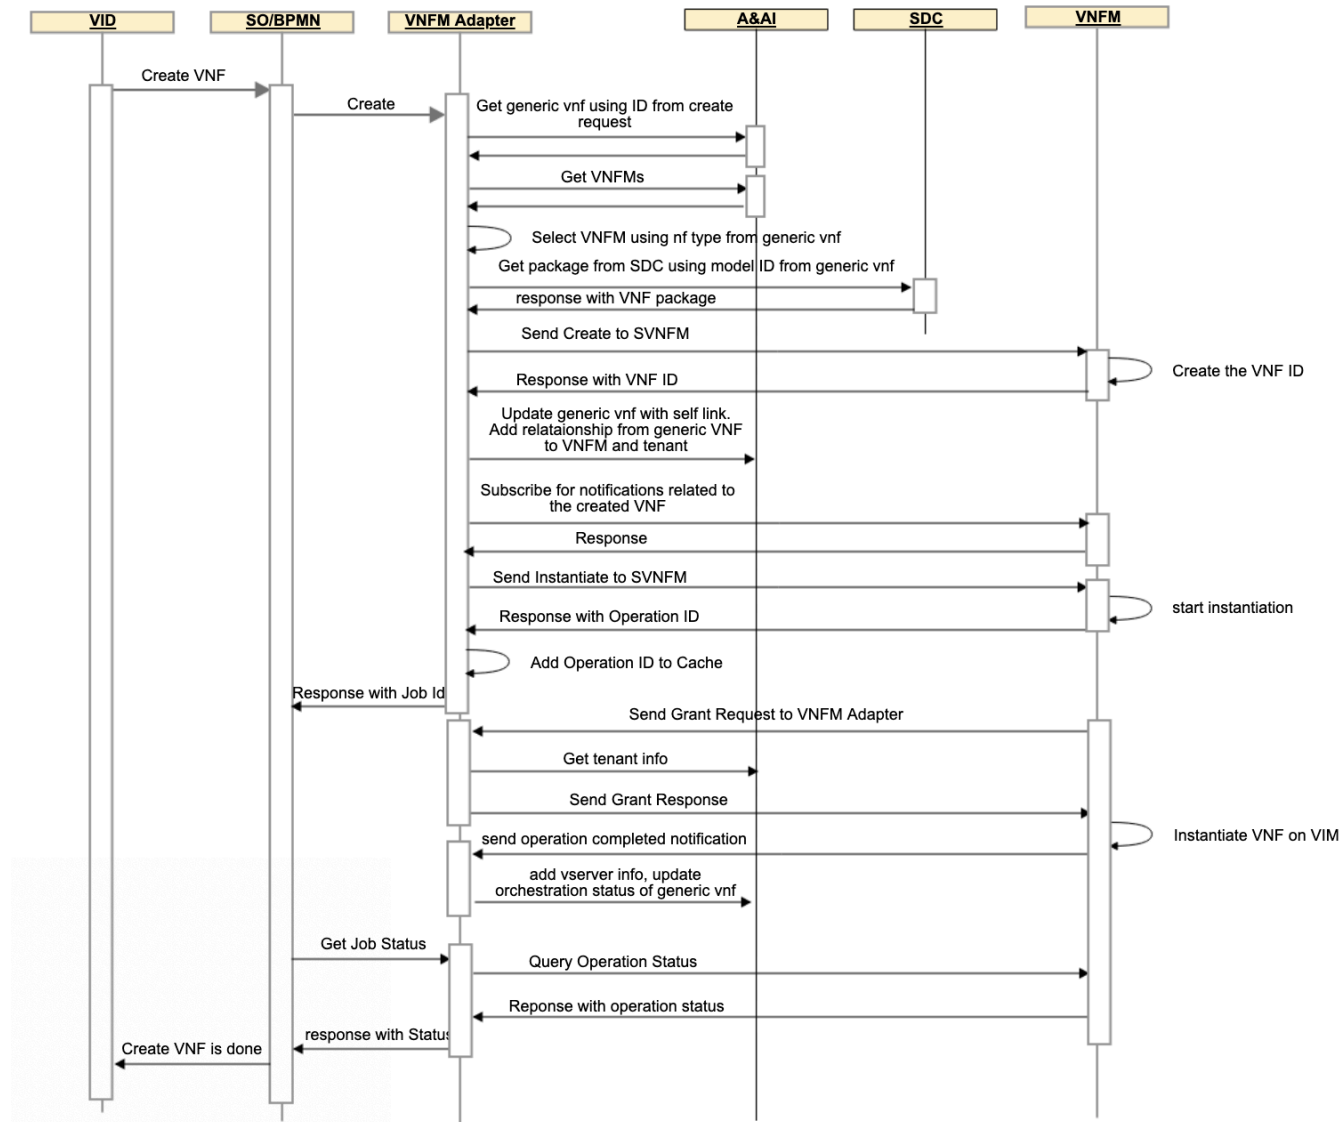 VID
SO/BPMN
VNFM Adapter
A&AI
SDC
VNFM
Create VNF
Create
Get generic vnf using ID from create
request
Get VNFMs
Select VNFM using nf type from generic vnf
Get package from SDC using model ID from generic vnf
response with VNF package
Send Create to SVNFM
Create the VNF ID
Response with VNF ID
Update generic vnf with self link.
Add relataionship from generic VNF
to VNFM and tenant
Subscribe for notifications related to
the created VNF
Response
Send Instantiate to SVNFM
start instantiation
Response with Operation ID
Add Operation ID to Cache
Response with Job Id
Send Grant Request to VNFM Adapter
Get tenant info
Send Grant Response
Instantiate VNF on VIM
send operation completed notification
add vserver info, update
orchestration status of generic vnf
Get Job Status
Query Operation Status
Reponse with operation status
response with Status
Create VNF is done